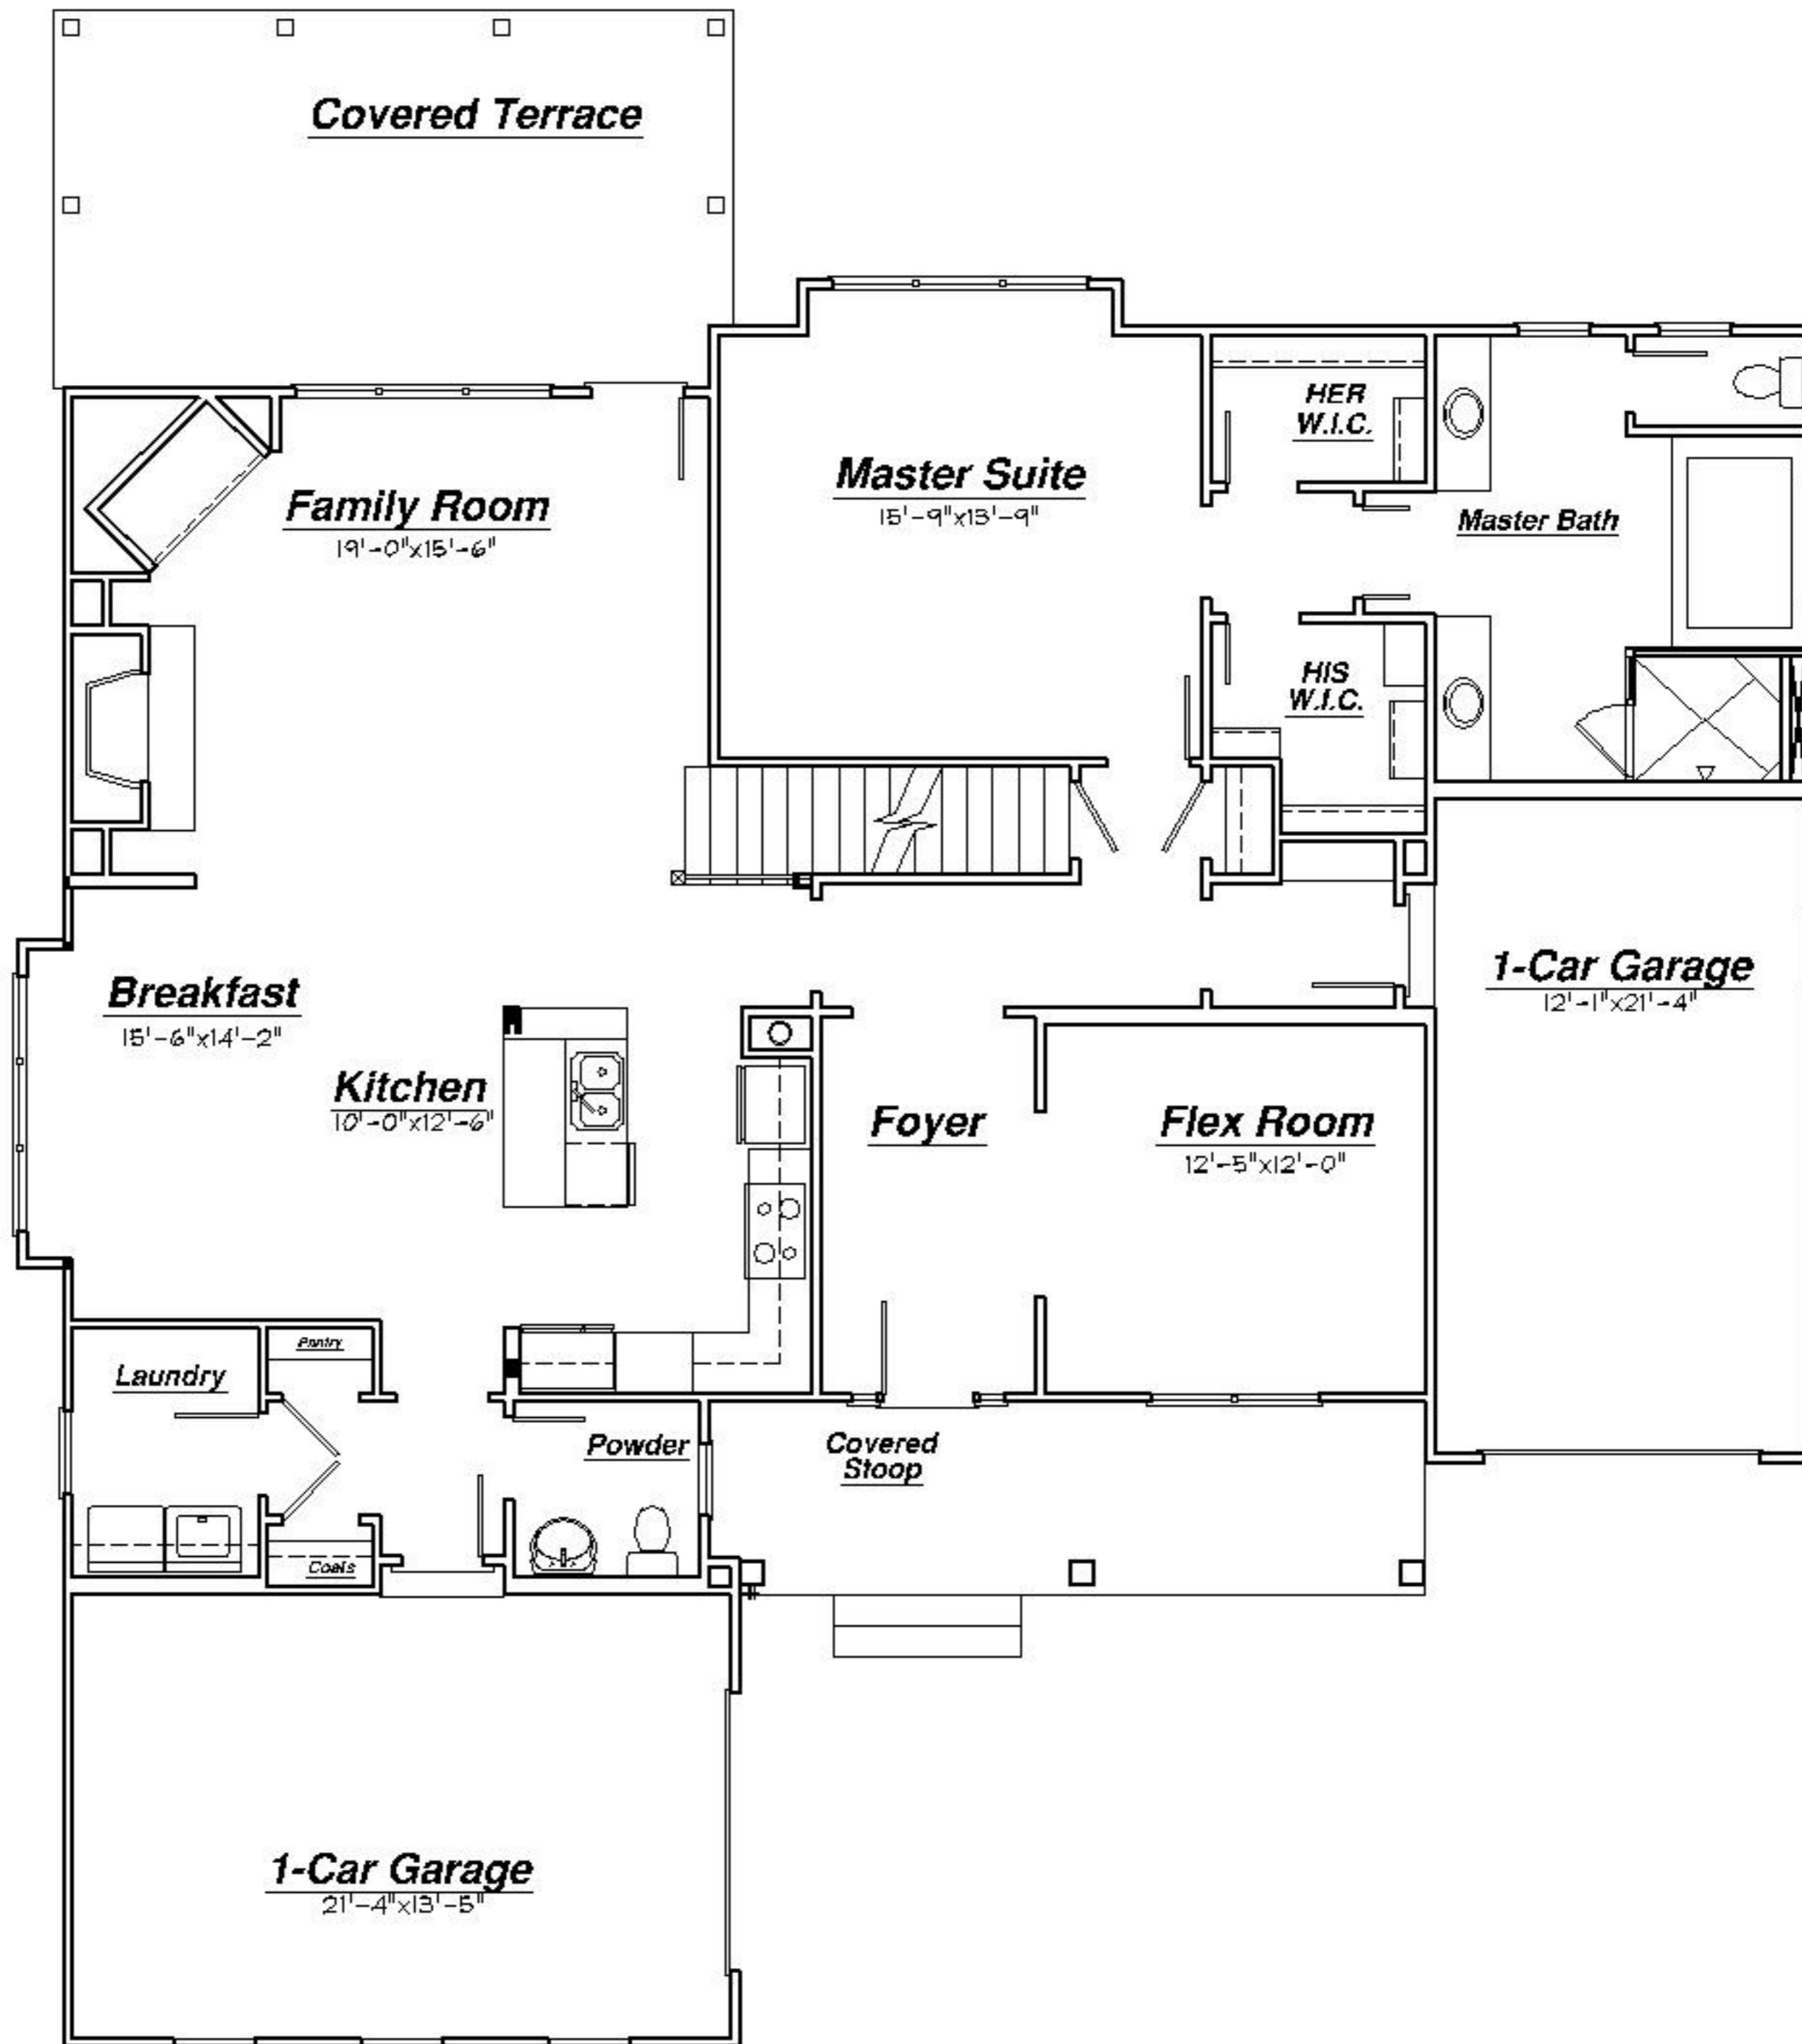 Covered Terrace
HER
W.I.C.
Master Suite
15'-9"x13'-9"
Family Room
19'-0"x15'-6"
Master Bath
HIS
W.I.C.
1-Car Garage
12'-1"x21'-4"
Breakfast
15'-6"x14'-2"
Kitchen
10'-0"x12'-6"
Foyer
Flex Room
12'-5"x12'-0"
Pantry
Laundry
Powder
Covered
Stoop
Coats
1-Car Garage
21'-4"x13'-5"